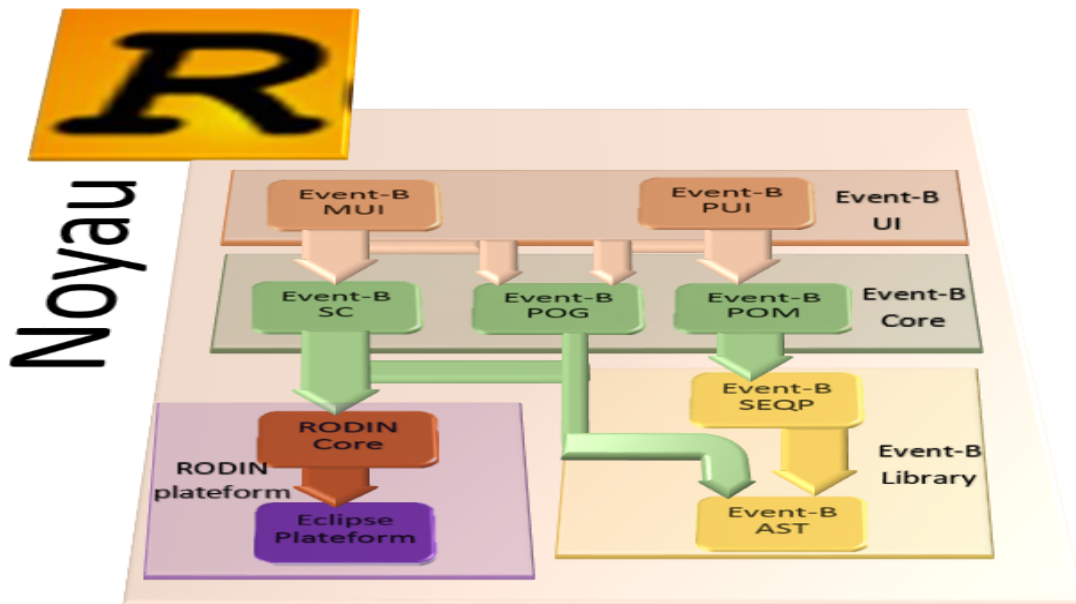 R
Noyau
Event-B
MUI
Event-B
PUI
Event-B
UI
Event-B
SC
Event-B
POG
Event-B
POM
Event-B
Core
Event-B
SEQP
RODIN
Core
RODIN
plateform
Event-B
Library
Eclipse
Plateform
Event-B
AST